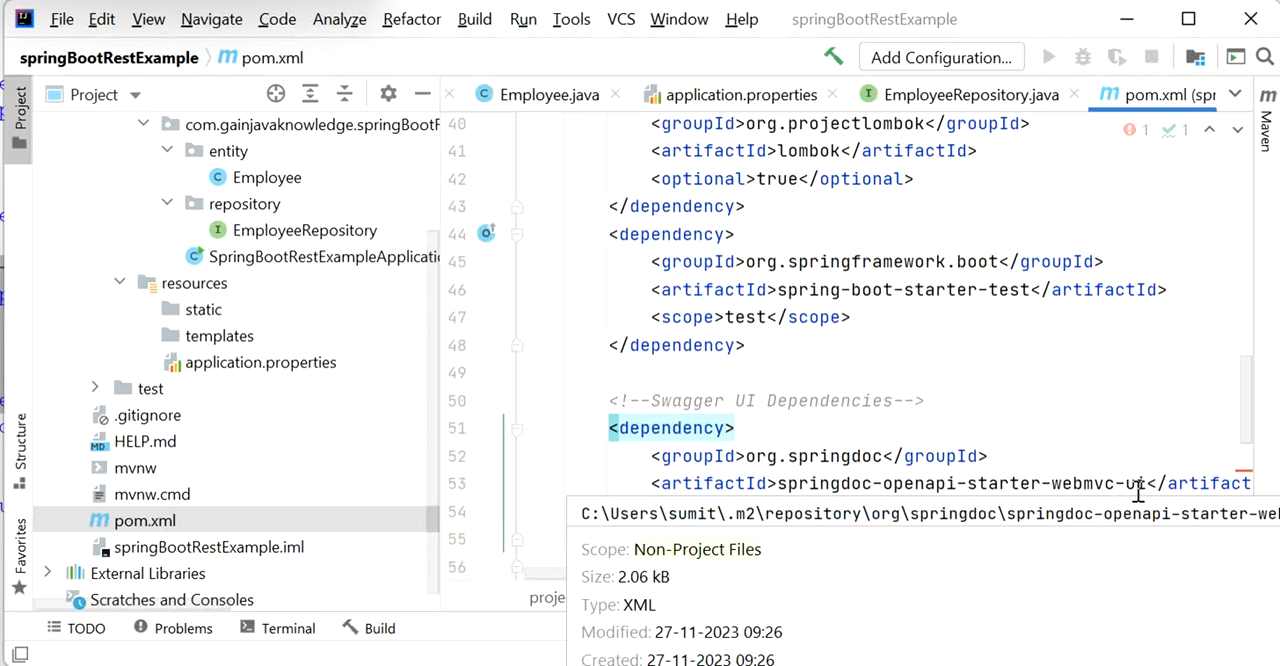 File Edit View Navigate Code Analyze Refactor Build Run Tools VCS Window Help springBootRestExample
springBootRestExample pom.xml Add Configuration...
Project
Project
Employee.java application.properties EmployeeRepository.java pom.xml (spr
Maven
com.gainjavaknowledge.springBootF
entity
Employee
repository
EmployeeRepository
SpringBootRestExampleApplicatio
resources
static
templates
application.properties
test
.gitignore
HELP.md
mvnw
mvnw.cmd
pom.xml
springBootRestExample.iml
External Libraries
Scratches and Consoles
Structure
Favorites
1 1
40 <groupId>org.projectlombok</groupId>
41 <artifactId>lombok</artifactId>
42 <optional>true</optional>
43 </dependency>
44 <dependency>
45 <groupId>org.springframework.boot</groupId>
46 <artifactId>spring-boot-starter-test</artifactId>
47 <scope>test</scope>
48 </dependency>
49
50 <!--Swagger UI Dependencies-->
51 <dependency>
52 <groupId>org.springdoc</groupId>
53 <artifactId>springdoc-openapi-starter-webmvc-ui</artifact
54
55
56
proje
C:\Users\sumit\.m2\repository\org\springdoc\springdoc-openapi-starter-we
Scope: Non-Project Files
Size: 2.06 kB
Type: XML
Modified: 27-11-2023 09:26
Created: 27-11-2023 09:26
TODO Problems Terminal Build